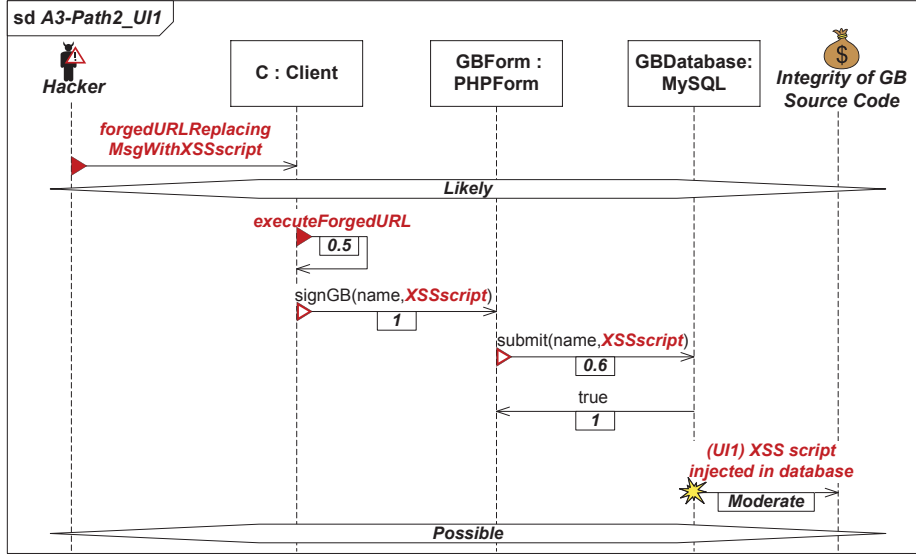 sd A3-Path2_UI1
Hacker
C : Client
GBForm :
PHPForm
GBDatabase:
MySQL
$
Integrity of GB
Source Code
forgedURLReplacing
MsgWithXSSscript
Likely
executeForgedURL
0.5
signGB(name,XSSscript)
1
submit(name,XSSscript)
0.6
true
1
(UI1) XSS script
injected in database
Moderate
Possible